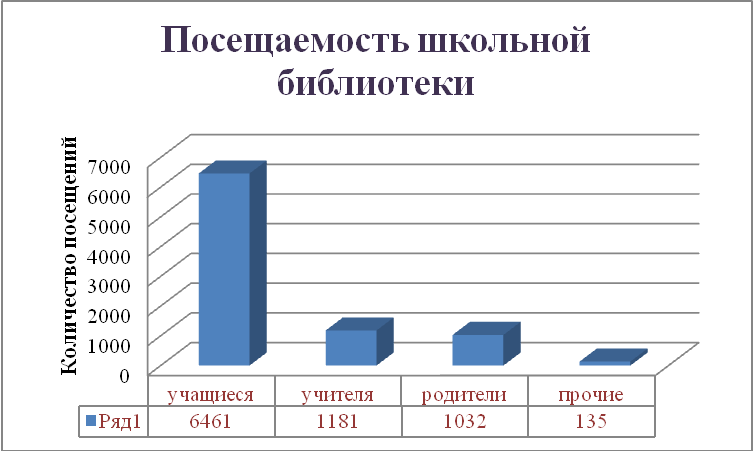 Посещаемость школьной
библиотеки
Количество посещений
7000
6000
5000
4000
3000
2000
1000
0
учащиеся учителя родители прочие
Ряд1 6461 1181 1032 135